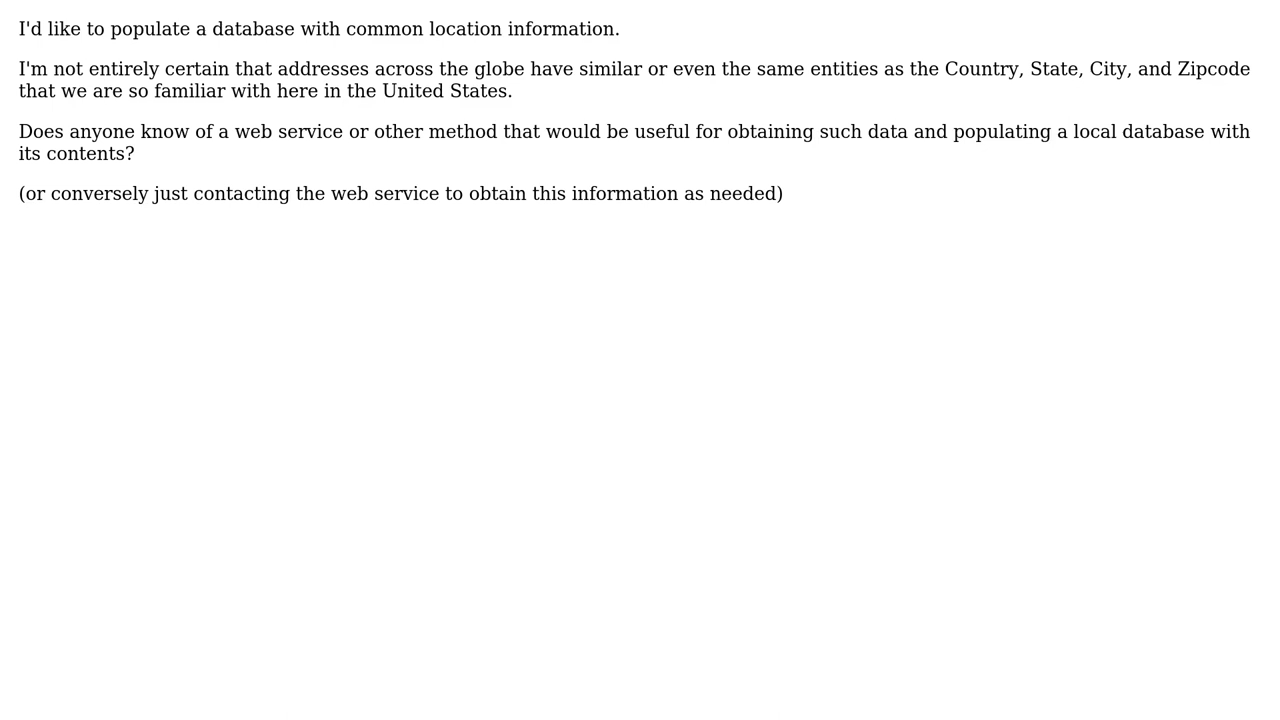 I'd like to populate a database with common location information.
I'm not entirely certain that addresses across the globe have similar or even the same entities as the Country, State, City, and Zipcode
that we are so familiar with here in the United States.
Does anyone know of a web service or other method that would be useful for obtaining such data and populating a local database with
its contents?
(or conversely just contacting the web service to obtain this information as needed)